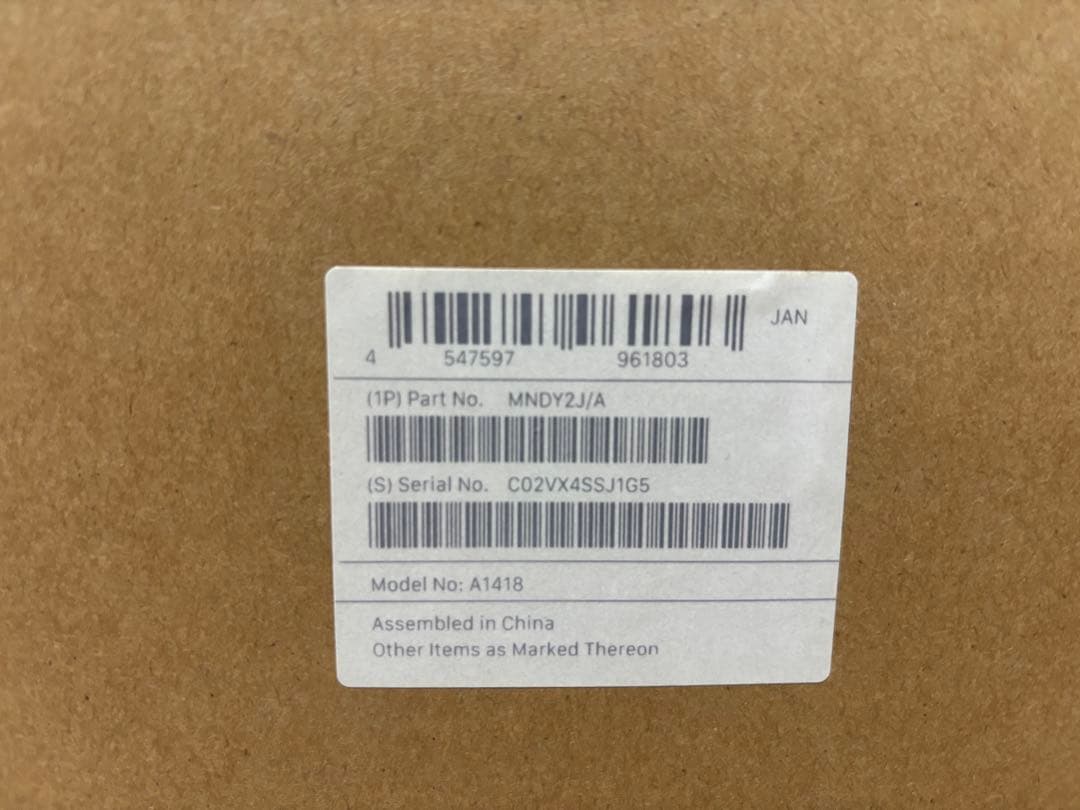 JAN
4 547597 961803
(1P) Part No. MNDY2J/A
(S) Serial No. C02VX4SSJ1G5
Model No: A1418
Assembled in China
Other Items as Marked Thereon